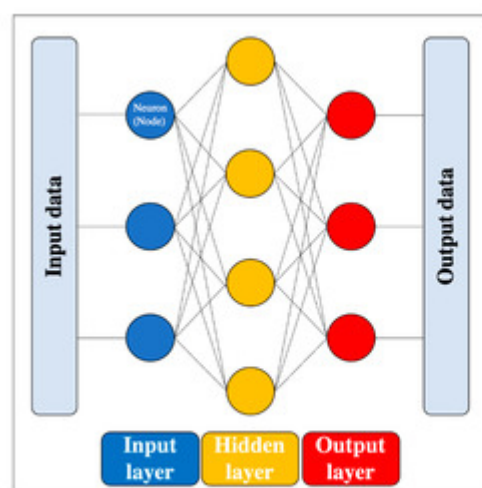 Input data
Neuron
(Node)
Output data
Input
layer
Hidden
layer
Output
layer